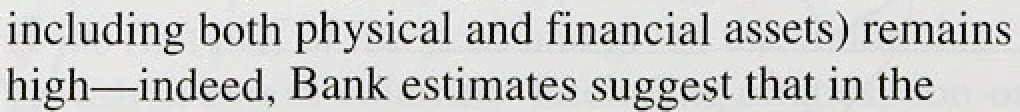 including both physical and financial assets) remains
high—indeed, Bank estimates suggest that in the